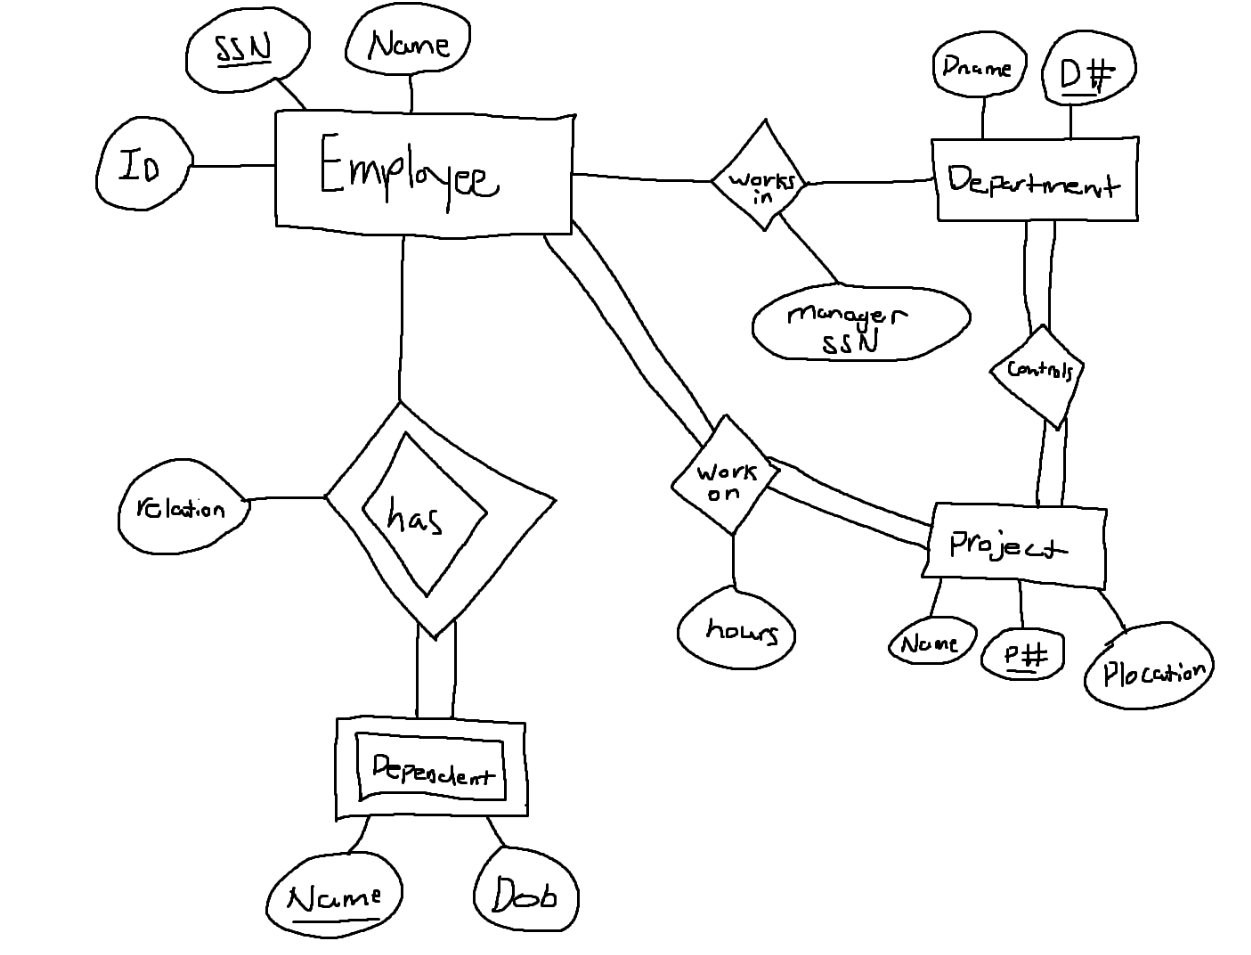 SSN
Name
Dname
D#
ID
Employee
works
in
Department
manager
SSN
controls
relation
has
work
on
Project
hours
Name
P#
Plocation
Dependent
Name
Dob